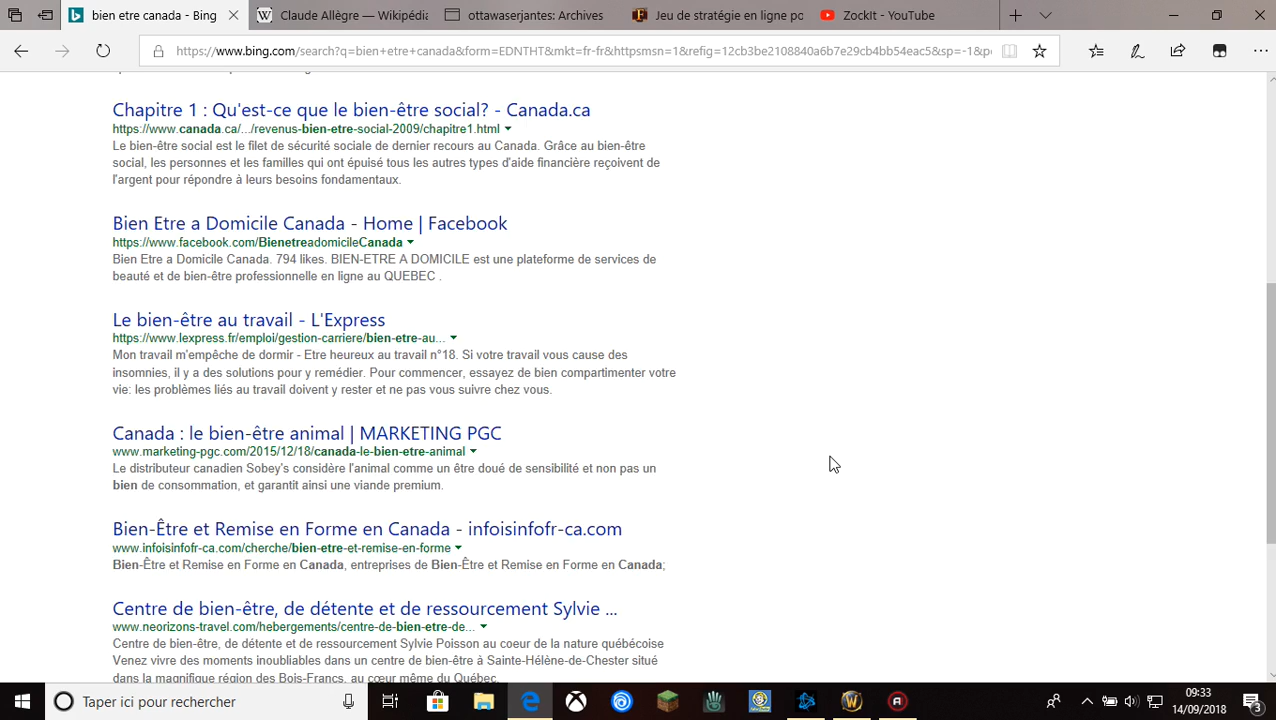 bien etre canada - Bing
Claude Allègre — Wikipédia
ottawaserjantes: Archives
Jeu de stratégie en ligne po
ZockIt - YouTube
https://www.bing.com/search?q=bien+etre+canada&form=EDNTHT&mkt=fr-fr&httpsmsn=1&refig=12cb3be2108840a6b7e29cb4bb54eac5&sp=-1&p
Chapitre 1 : Qu'est-ce que le bien-être social? - Canada.ca
https://www.canada.ca/.../revenus-bien-etre-social-2009/chapitre1.html
Le bien-être social est le filet de sécurité sociale de dernier recours au Canada. Grâce au bien-être
social, les personnes et les familles qui ont épuisé tous les autres types d'aide financière reçoivent de
l'argent pour répondre à leurs besoins fondamentaux.
Bien Etre a Domicile Canada - Home | Facebook
https://www.facebook.com/BienetreadomicileCanada
Bien Etre a Domicile Canada. 794 likes. BIEN-ETRE A DOMICILE est une plateforme de services de
beauté et de bien-être professionnelle en ligne au QUEBEC .
Le bien-être au travail - L'Express
https://www.lexpress.fr/emploi/gestion-carriere/bien-etre-au...
Mon travail m'empêche de dormir - Etre heureux au travail n°18. Si votre travail vous cause des
insomnies, il y a des solutions pour y remédier. Pour commencer, essayez de bien compartimenter votre
vie: les problèmes liés au travail doivent y rester et ne pas vous suivre chez vous.
Canada : le bien-être animal | MARKETING PGC
www.marketing-pgc.com/2015/12/18/canada-le-bien-etre-animal
Le distributeur canadien Sobey's considère l'animal comme un être doué de sensibilité et non pas un
bien de consommation, et garantit ainsi une viande premium.
Bien-Être et Remise en Forme en Canada - infoisinfofr-ca.com
www.infoisinfofr-ca.com/cherche/bien-etre-et-remise-en-forme
Bien-Être et Remise en Forme en Canada, entreprises de Bien-Être et Remise en Forme en Canada;
Centre de bien-être, de détente et de ressourcement Sylvie ...
www.neorizons-travel.com/hebergements/centre-de-bien-etre-de...
Centre de bien-être, de détente et de ressourcement Sylvie Poisson au coeur de la nature québécoise
Venez vivre des moments inoubliables dans un centre de bien-être à Sainte-Hélène-de-Chester situé
dans la magnifique région des Bois-Francs, au cœur même du Québec.
Taper ici pour rechercher
09:33
14/09/2018
3